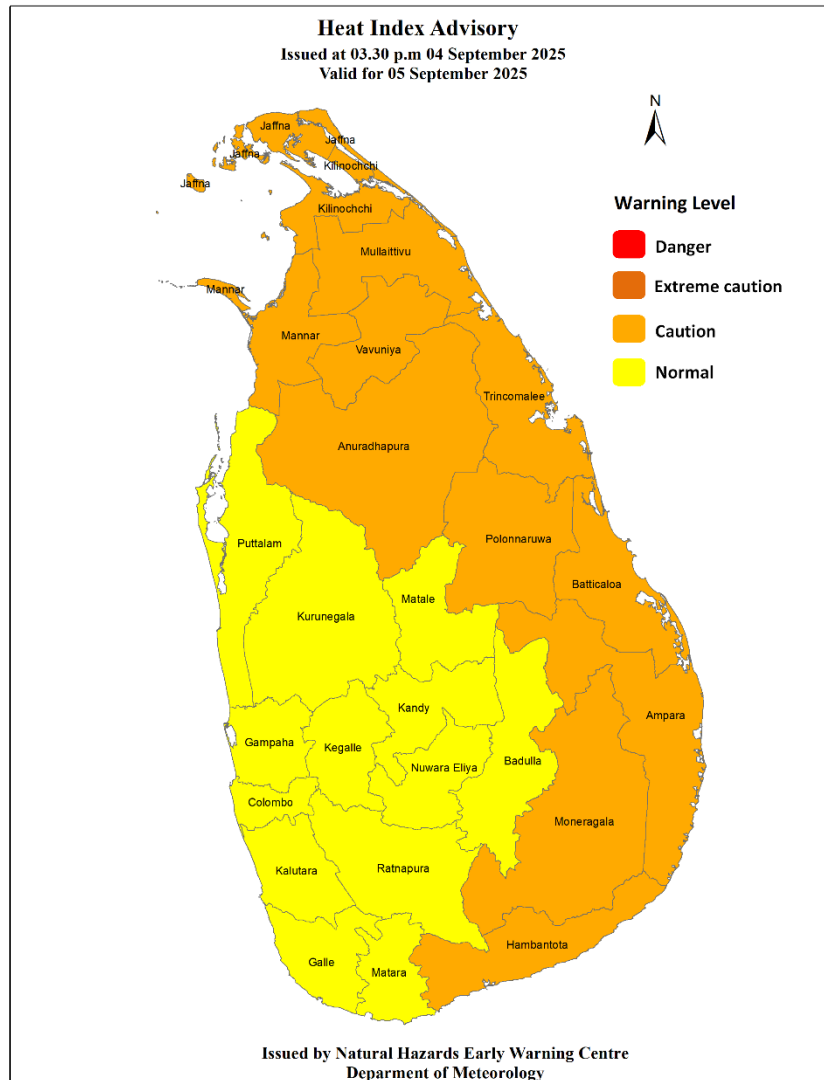 Heat Index Advisory
Issued at 03.30 p.m 04 September 2025
Valid for 05 September 2025
N
Jaffna
Jaffna
Jaffna
Kilinochchi
Jaffna
Kilinochchi
Warning Level
Danger
Extreme caution
Caution
Normal
Mullaittivu
Mannar
Mannar
Vavuniya
Trincomalee
Anuradhapura
Puttalam
Polonnaruwa
Batticaloa
Matale
Kurunegala
Kandy
Ampara
Gampaha
Kegalle
Nuwara Eliya
Badulla
Colombo
Moneragala
Kalutara
Ratnapura
Hambantota
Galle
Matara
Issued by Natural Hazards Early Warning Centre
Deparment of Meteorology